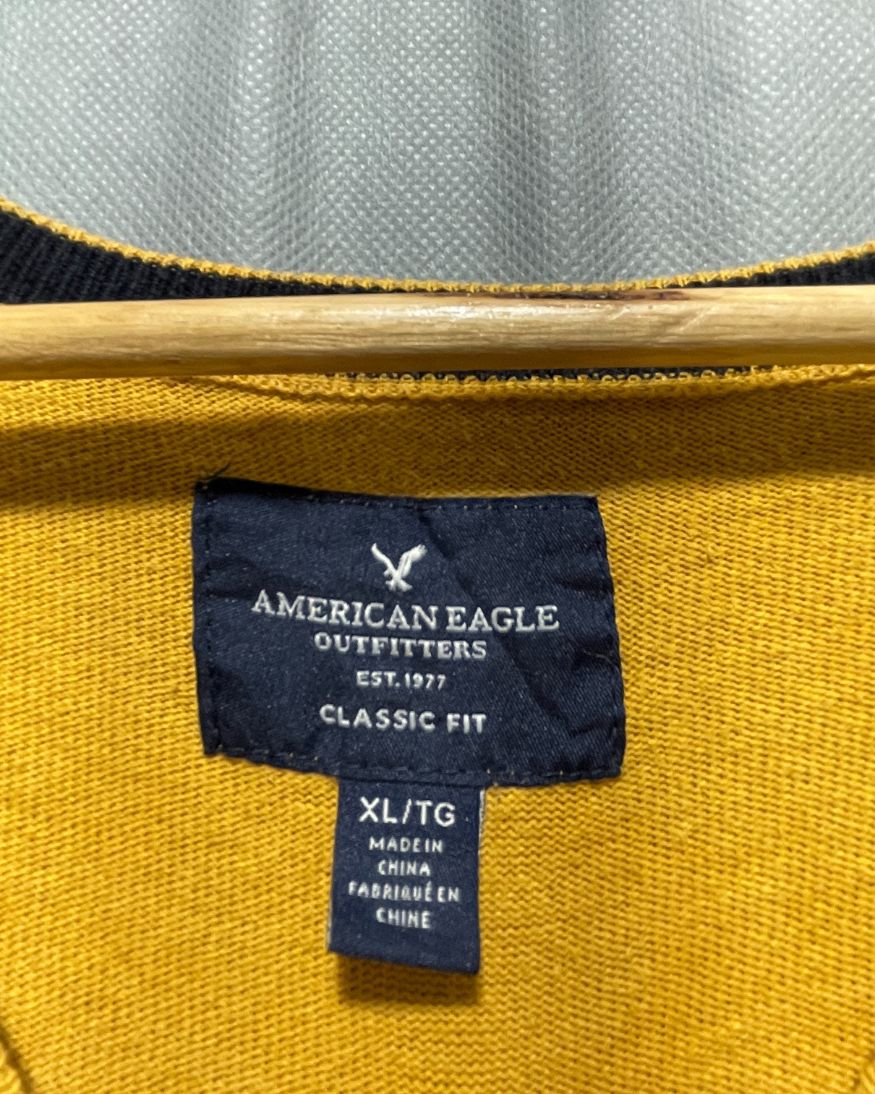 AMERICAN EAGLE
OUTFITTERS
EST. 1977
CLASSIC FIT
XL/TG
MADE IN
CHINA
FABRIQUÉ EN
CHINE